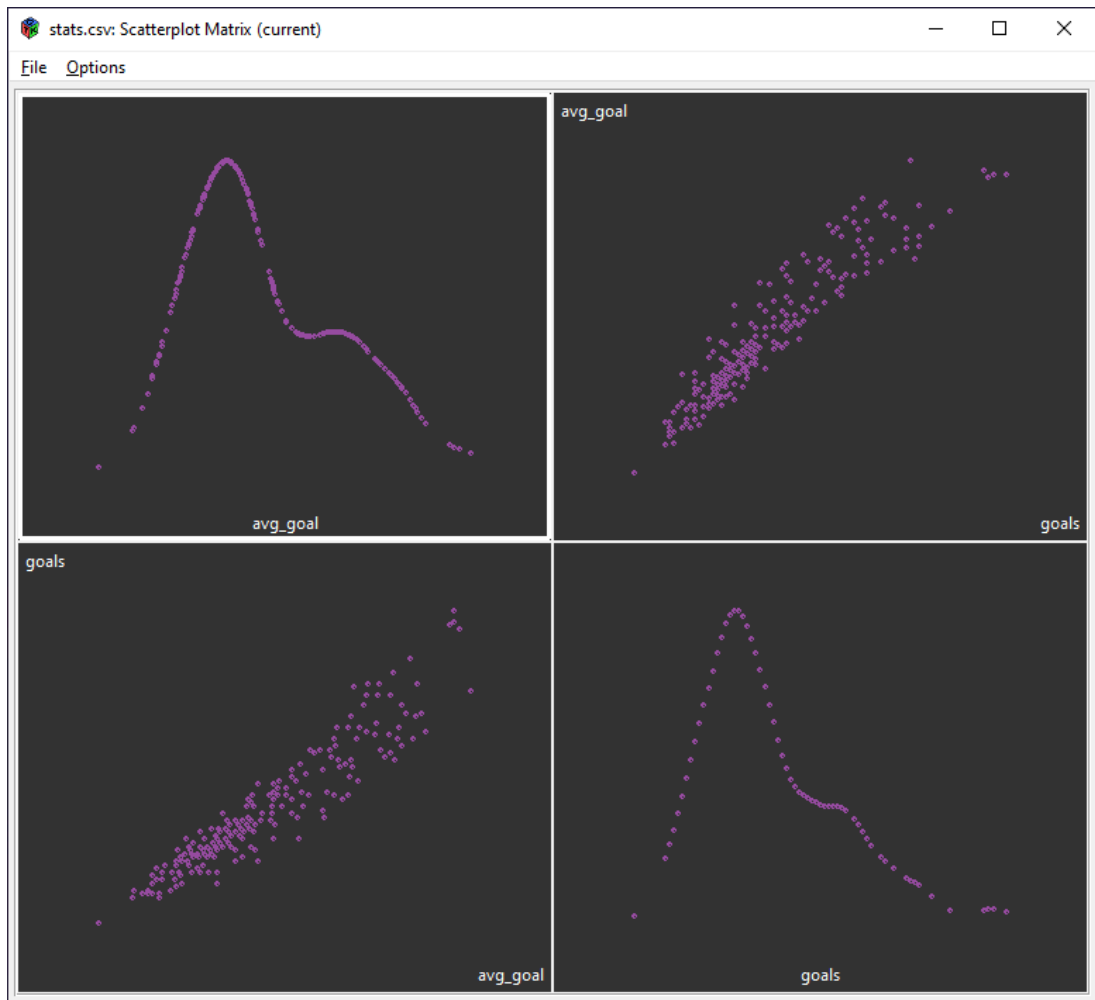 stats.csv: Scatterplot Matrix (current)
File Options
avg_goal
avg_goal
goals
goals
avg_goal
goals